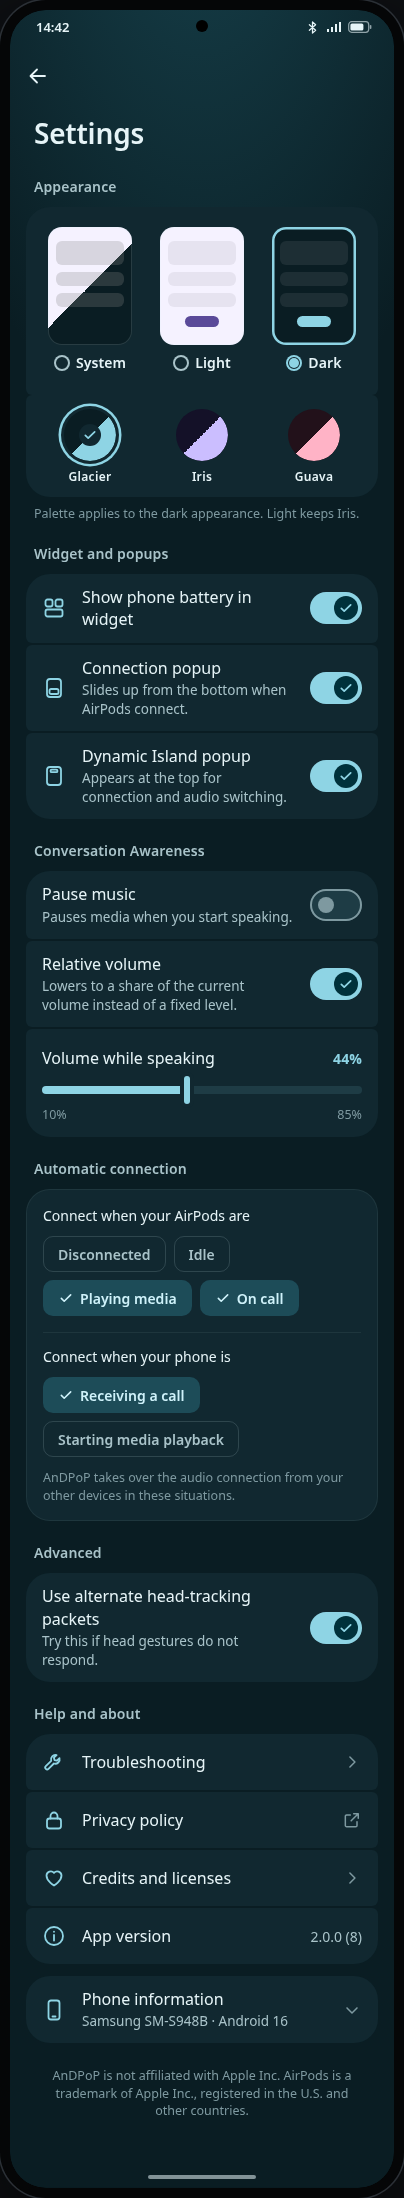 14:42
Settings
Appearance
System
Light
Dark
Glacier
Iris
Guava
Palette applies to the dark appearance. Light keeps Iris.
Widget and popups
Show phone battery in
widget
Connection popup
Slides up from the bottom when
AirPods connect.
Dynamic Island popup
Appears at the top for
connection and audio switching.
Conversation Awareness
Pause music
Pauses media when you start speaking.
Relative volume
Lowers to a share of the current
volume instead of a fixed level.
Volume while speaking 44%
10% 85%
Automatic connection
Connect when your AirPods are
Disconnected Idle
Playing media On call
Connect when your phone is
Receiving a call
Starting media playback
AnDPoP takes over the audio connection from your
other devices in these situations.
Advanced
Use alternate head-tracking
packets
Try this if head gestures do not
respond.
Help and about
Troubleshooting
Privacy policy
Credits and licenses
App version 2.0.0 (8)
Phone information
Samsung SM-S948B · Android 16
AnDPoP is not affiliated with Apple Inc. AirPods is a
trademark of Apple Inc., registered in the U.S. and
other countries.